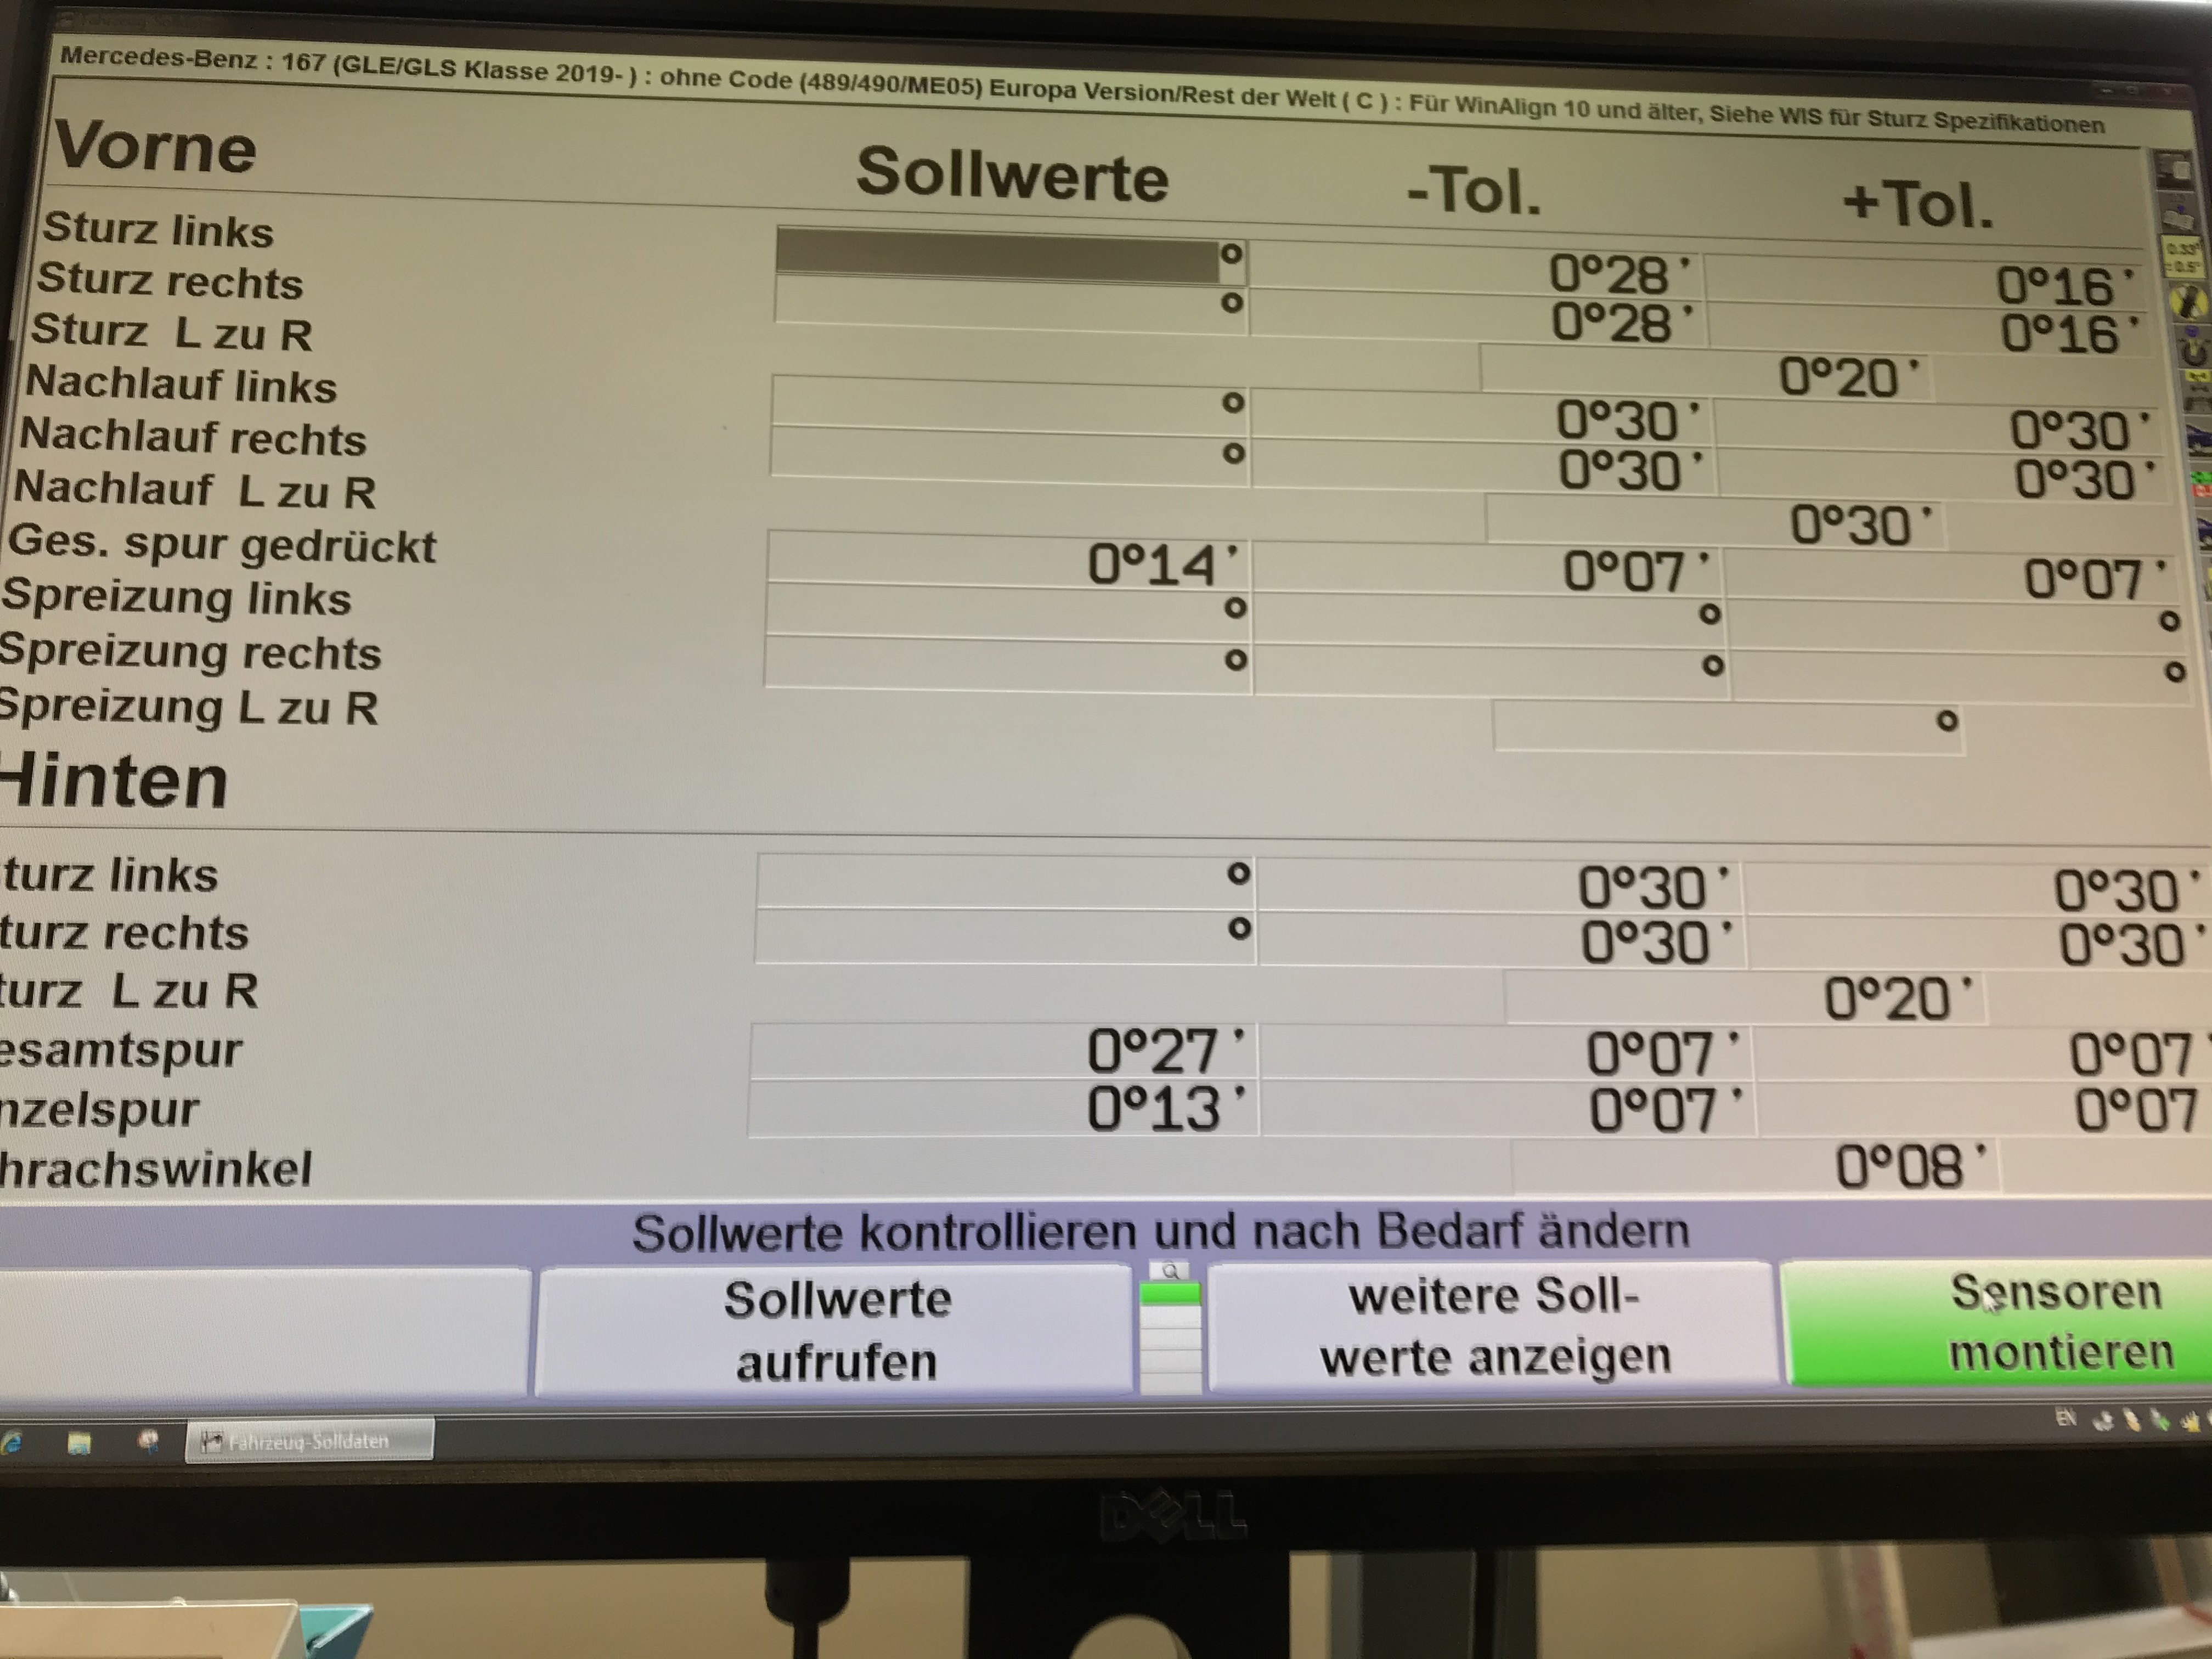 Mercedes-Benz : 167 (GLE/GLS Klasse 2019- ) : ohne Code (489/490/ME05) Europa Version/Rest der Welt ( C ) : Für WinAlign 10 und älter, Siehe WIS für Sturz Spezifikationen
Vorne Sollwerte -Tol. +Tol.
Sturz links ° 0°28' 0°16'
Sturz rechts ° 0°28' 0°16'
Sturz L zu R 0°20'
Nachlauf links ° 0°30' 0°30'
Nachlauf rechts ° 0°30' 0°30'
Nachlauf L zu R 0°30'
Ges. spur gedrückt 0°14' 0°07' 0°07'
Spreizung links ° ° °
Spreizung rechts ° ° °
Spreizung L zu R °
Hinten
turz links ° 0°30' 0°30'
turz rechts ° 0°30' 0°30'
turz L zu R 0°20'
esamtspur 0°27' 0°07' 0°07'
nzelspur 0°13' 0°07' 0°07
hrachswinkel 0°08'
Sollwerte kontrollieren und nach Bedarf ändern
Sollwerte aufrufen
weitere Soll-
werte anzeigen
Sensoren
montieren
Fahrzeug-Solldaten
EN
DELL